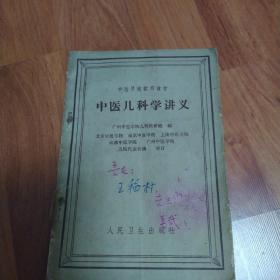 中医学院试用教材
中医儿科学讲义
广州中医学院儿科教研组 编
北京中医学院 南京中医学院 上海中医学院
成都中医学院 广州中医学院
王福村
人民卫生出版社